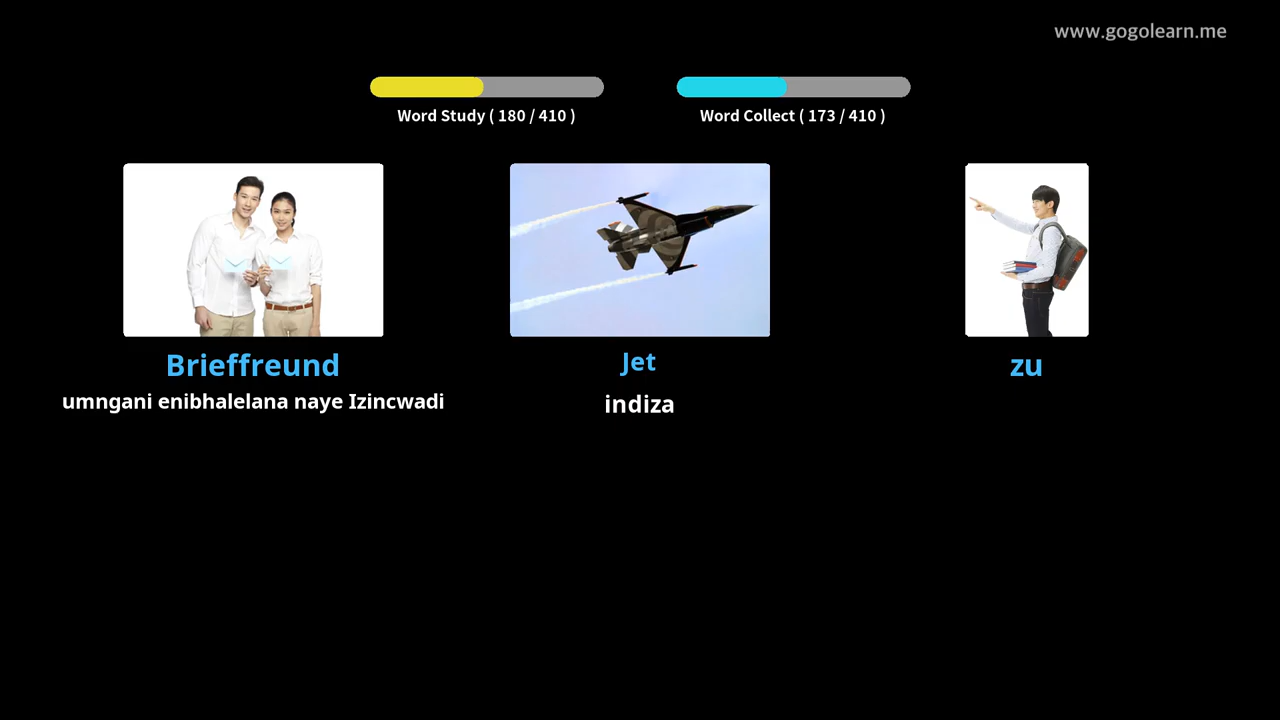 www.gogolearn.me
Word Study ( 180 / 410 )
Word Collect ( 173 / 410 )
Brieffreund
umngani enibhalelana naye Izincwadi
Jet
indiza
zu